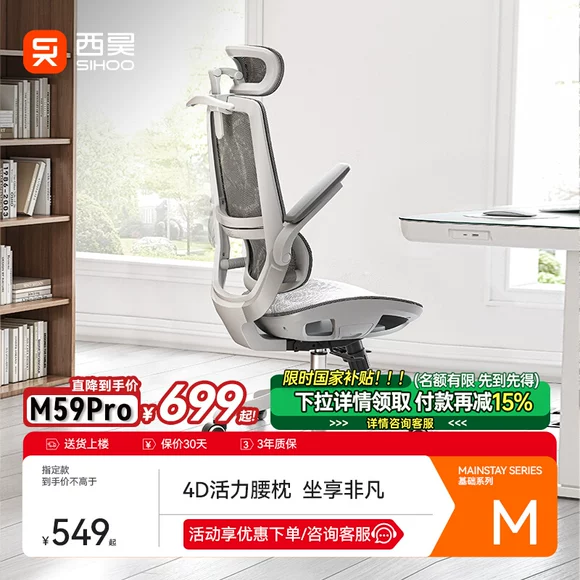 西昊
SIHOO
1986-2003
直降到手价
M59Pro
¥699起!
限时国家补贴!!!(名额有限 先到先得)
下拉详情领取 付款再减15%
详情咨询客服
送货上楼
保价30天
3年质保
指定款
到手价不高于
¥549起
4D活力腰枕 坐享非凡
活动享优惠下单/咨询客服
MAINSTAY SERIES
基础系列
M